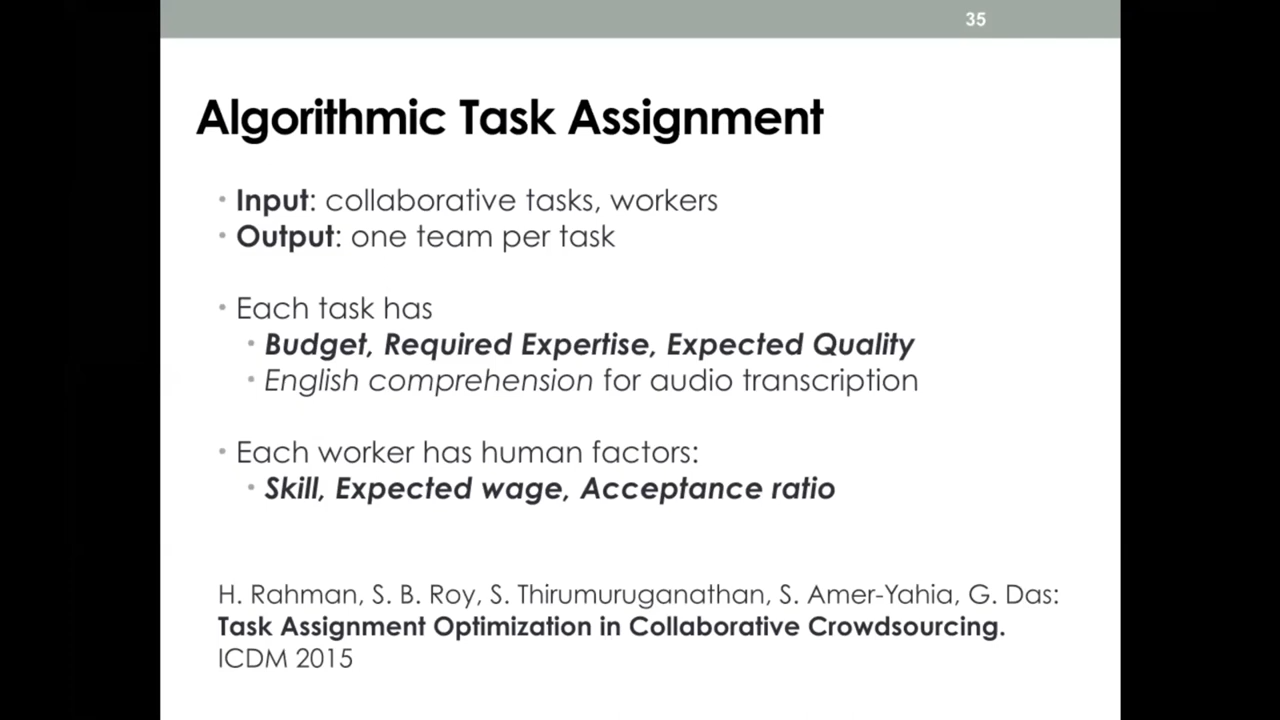 35
Algorithmic Task Assignment
• Input: collaborative tasks, workers
• Output: one team per task
• Each task has
• Budget, Required Expertise, Expected Quality
• English comprehension for audio transcription
• Each worker has human factors:
• Skill, Expected wage, Acceptance ratio
H. Rahman, S. B. Roy, S. Thirumuruganathan, S. Amer-Yahia, G. Das:
Task Assignment Optimization in Collaborative Crowdsourcing.
ICDM 2015